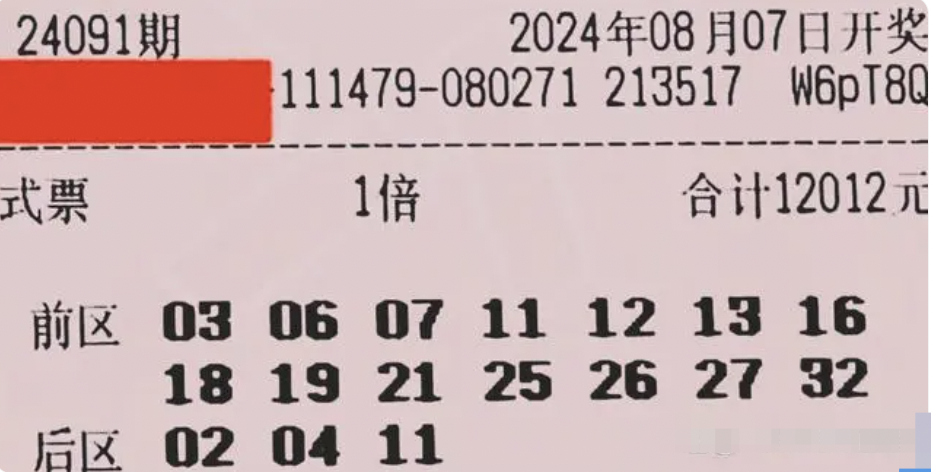 24091期 2024年08月07日开奖
-111479-080271 213517 W6pT8Q
式票 1倍 合计12012元
前区 03 06 07 11 12 13 16
18 19 21 25 26 27 32
后区 02 04 11